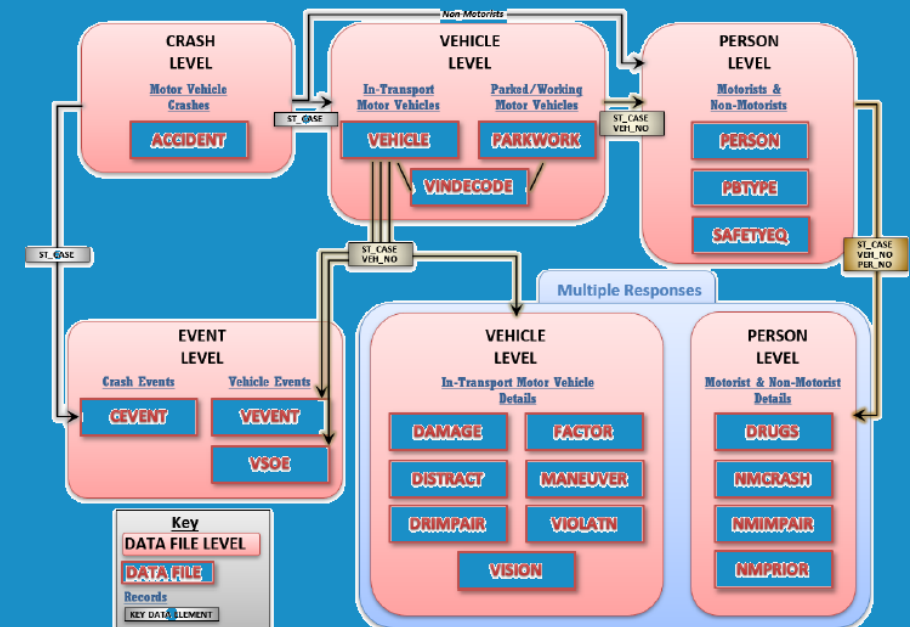 Non-Motorists
CRASH
LEVEL
Motor Vehicle
Crashes
ACCIDENT
ST_CASE
VEHICLE
LEVEL
In-Transport
Motor Vehicles
Parked/Working
Motor Vehicles
VEHICLE
PARKWORK
VINDECODE
ST_CASE
VEH_NO
PERSON
LEVEL
Motorists &
Non-Motorists
PERSON
PBTYPE
SAFETYEQ
ST_CASE
ST_CASE
VEH_NO
ST_CASE
VEH_NO
PER_NO
EVENT
LEVEL
Crash Events
Vehicle Events
CEVENT
VEVENT
VSOE
Multiple Responses
VEHICLE
LEVEL
In-Transport Motor Vehicle
Details
DAMAGE
FACTOR
DISTRACT
MANEUVER
DRIMPAIR
VIOLATN
VISION
PERSON
LEVEL
Motorist & Non-Motorist
Details
DRUGS
NMCRASH
NMIMPAIR
NMPRIOR
Key
DATA FILE LEVEL
DATA FILE
Records
KEY DATA ELEMENT